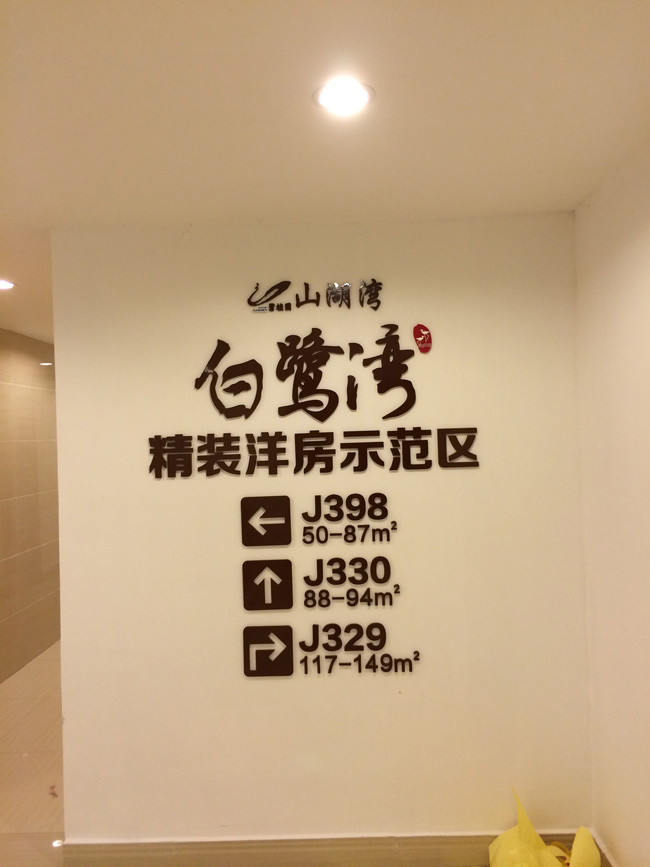 山湖湾
白鹭湾
精装洋房示范区
J398
50-87m²
J330
88-94m²
J329
117-149m²